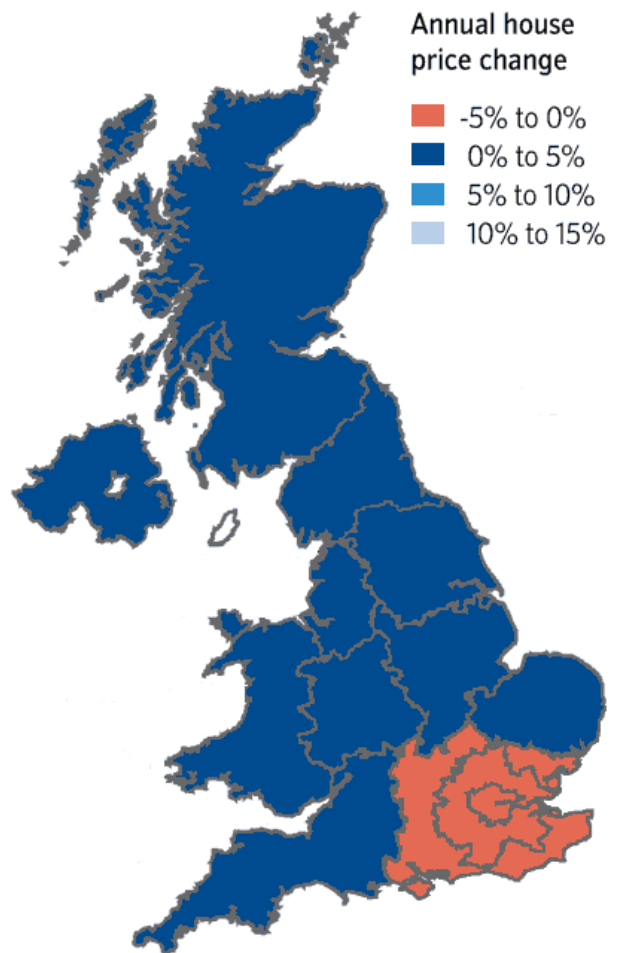 Annual house
price change
-5% to 0%
0% to 5%
5% to 10%
10% to 15%